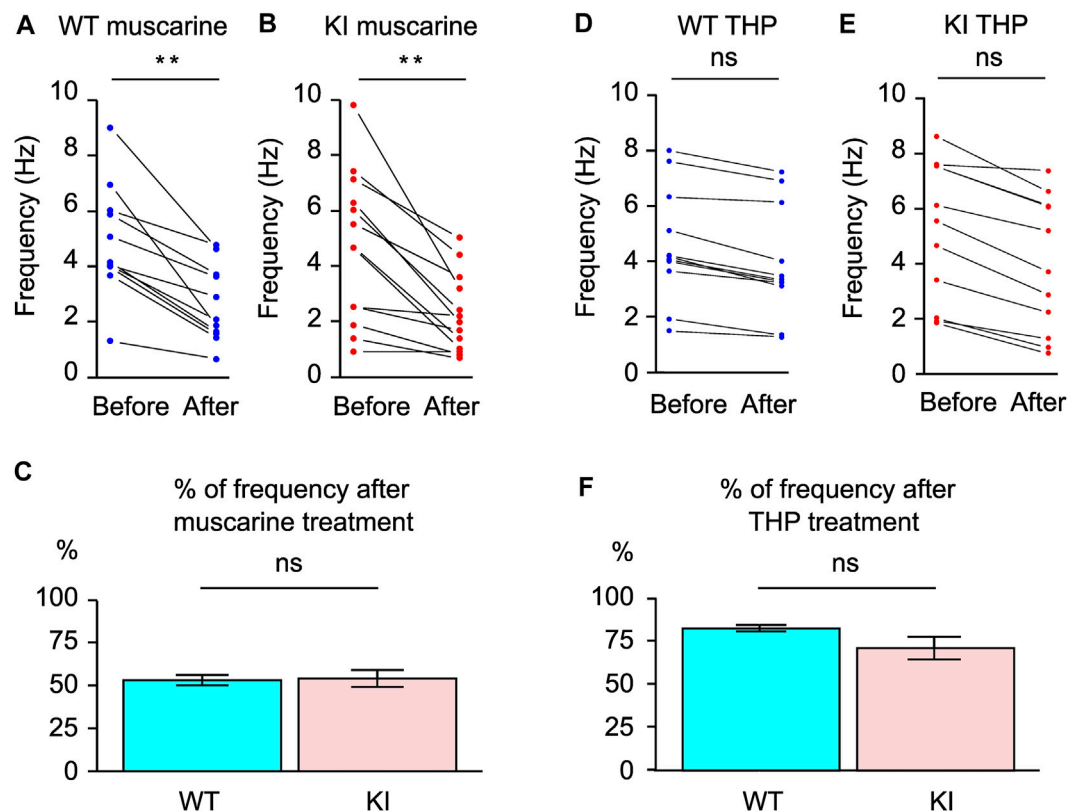 A WT muscarine
**
Frequency (Hz)
10
8
6
4
2
0
Before After
B KI muscarine
**
Frequency (Hz)
10
8
6
4
2
0
Before After
D WT THP
ns
Frequency (Hz)
10
8
6
4
2
0
Before After
E KI THP
ns
Frequency (Hz)
10
8
6
4
2
0
Before After
C % of frequency after
muscarine treatment
%
ns
100
75
50
25
0
WT KI
F % of frequency after
THP treatment
%
ns
100
75
50
25
0
WT KI